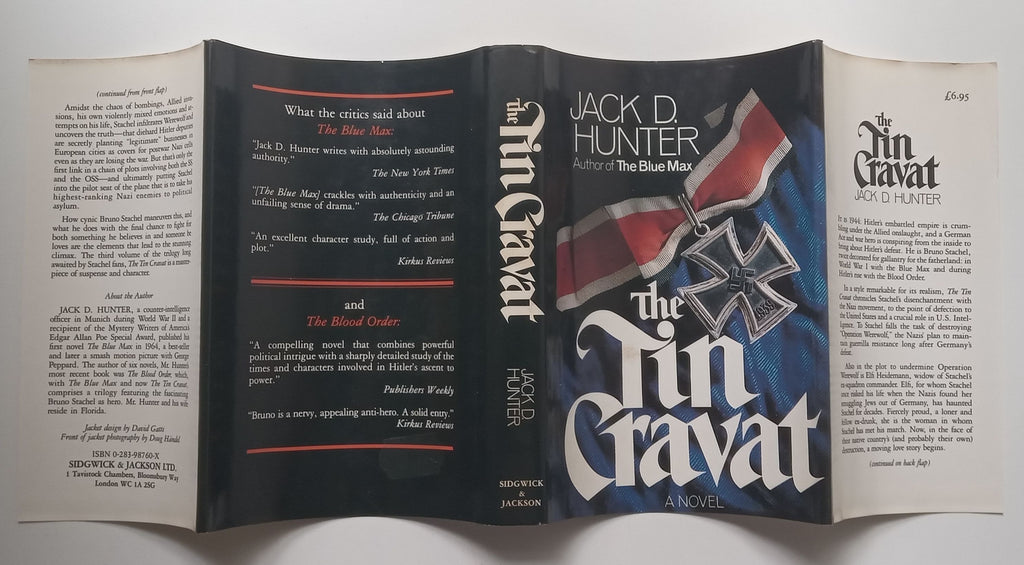 (continued from front flap)
Amidst the chaos of bombings, Allied
sions, his own violently mixed emotions and
tempts on his life, Stachel infiltrates Werewolf and
uncovers the truth—that diehard Hitler
are secretly planting "legitimate" businesses in
European cities as covers for postwar Nazi cells
even as they are losing the war. But that's only the
first link in a chain of plots involving both the SS
and the OSS—and ultimately putting Stachel
into the pilot seat of the plane that is to take his
highest-ranking Nazi enemies to political
asylum.
How cynic Bruno Stachel maneuvers this, and
what he does with the final chance to fight for
both something he believes in and someone he
loves are the elements that lead to the stunning
climax. The third volume of the trilogy long
awaited by Stachel fans, The Tin Cravat is a master-
piece of suspense and character.
About the Author
JACK D. HUNTER, a counter-intelligence
officer in Munich during World War II and a
recipient of the Mystery Writers of America's
Edgar Allan Poe Special Award, published his
first novel The Blue Max in 1964, a best-seller
and later a smash motion picture with George
Peppard. The author of six novels, Mr. Hunter's
most recent book was The Blood Order which,
with The Blue Max and now The Tin Cravat,
comprises a trilogy featuring the fascinating
Bruno Stachel as hero. Mr. Hunter and his wife
reside in Florida.
Jacket design by David Gatti
Front of jacket photography by Doug Händel
ISBN 0-283-98760-X
SIDGWICK & JACKSON LTD.
1 Tavistock Chambers, Bloomsbury Way
London WC 1A 2SG
What the critics said about
The Blue Max:
"Jack D. Hunter writes with absolutely astounding
authority."
The New York Times
"[The Blue Max] crackles with authenticity and an
unfailing sense of drama."
The Chicago Tribune
"An excellent character study, full of action and
plot."
Kirkus Reviews
and
The Blood Order:
"A compelling novel that combines powerful
political intrigue with a sharply detailed study of the
times and characters involved in Hitler's ascent to
power."
Publishers Weekly
"Bruno is a nervy, appealing anti-hero. A solid entry."
Kirkus Reviews
the Tin Cravat
JACK D.
HUNTER
SIDGWICK
&
JACKSON
JACK D.
HUNTER
Author of The Blue Max
1939
the
Tin
Cravat
A NOVEL
£6.95
the
Tin
Cravat
JACK D. HUNTER
It is 1944: Hitler's embattled empire is crum-
bling under the Allied onslaught, and a German
Ace and war hero is conspiring from the inside to
bring about Hitler's defeat. He is Bruno Stachel,
twice decorated for gallantry for the fatherland: in
World War I with the Blue Max and during
Hitler's rise with the Blood Order.
In a style remarkable for its realism, The Tin
Cravat chronicles Stachel's disenchantment with
the Nazi movement, to the point of defection to
the United States and a crucial role in U.S. Intel-
ligence. To Stachel falls the task of destroying
"Operation Werewolf," the Nazis' plan to main-
tain guerrilla resistance long after Germany's
defeat.
Also in the plot to undermine Operation
Werewolf is Elfi Heidemann, widow of Stachel's
ex-squadron commander. Elfi, for whom Stachel
once risked his life when the Nazis found her
smuggling Jews out of Germany, has haunted
Stachel for decades. Fiercely proud, a loner and
fellow ex-drunk, she is the woman in whom
Stachel has met his match. Now, in the face of
their native country's (and probably their own)
destruction, a moving love story begins.
(continued on back flap)